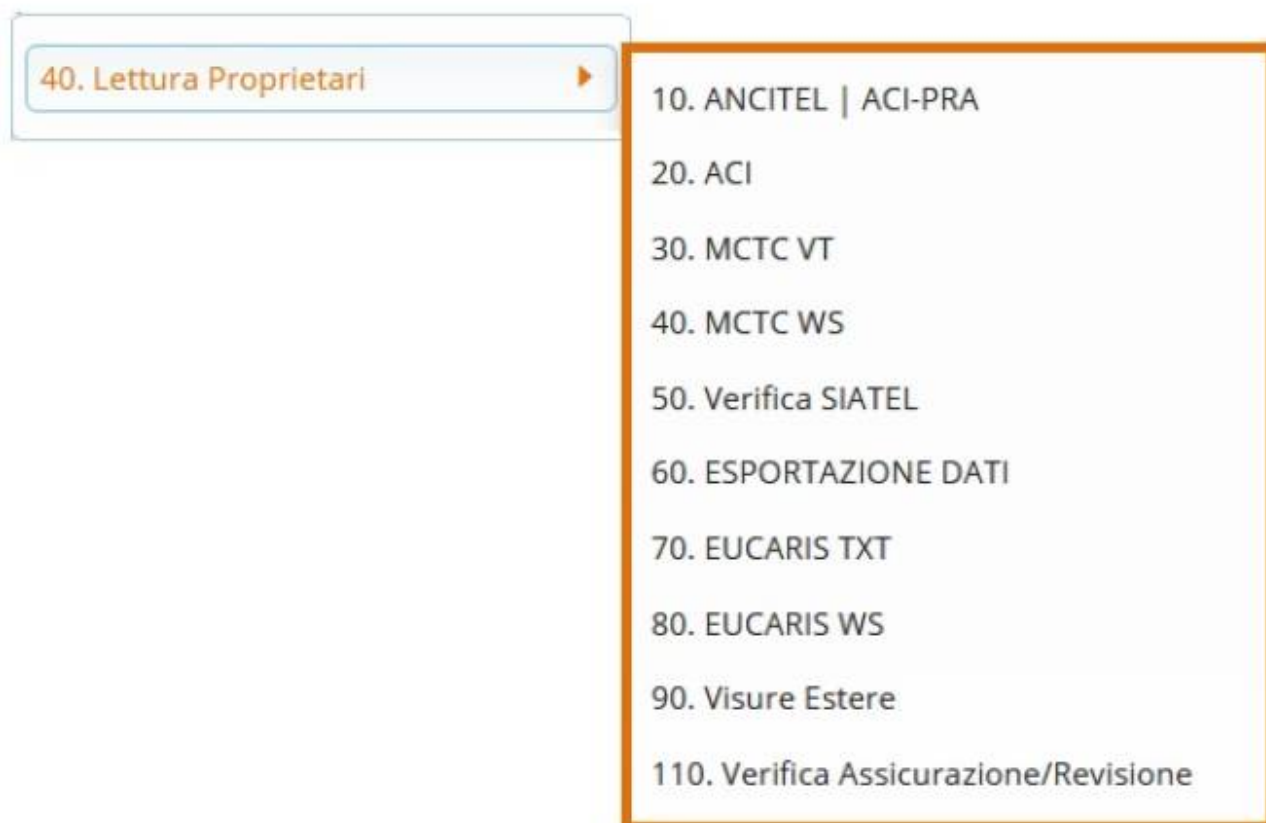 40. Lettura Proprietari
10. ANCITEL | ACI-PRA
20. ACI
30. MCTC VT
40. MCTC WS
50. Verifica SIATEL
60. ESPORTAZIONE DATI
70. EUCARIS TXT
80. EUCARIS WS
90. Visure Estere
110. Verifica Assicurazione/Revisione